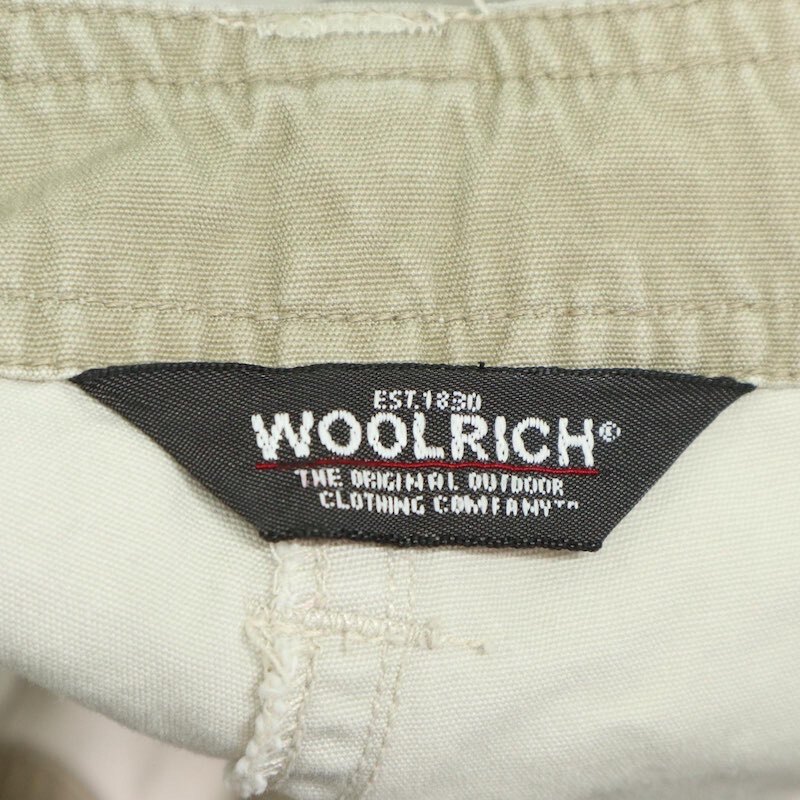 EST.1830
WOOLRICH®
THE ORIGINAL OUTDOOR
CLOTHING COMPANY™